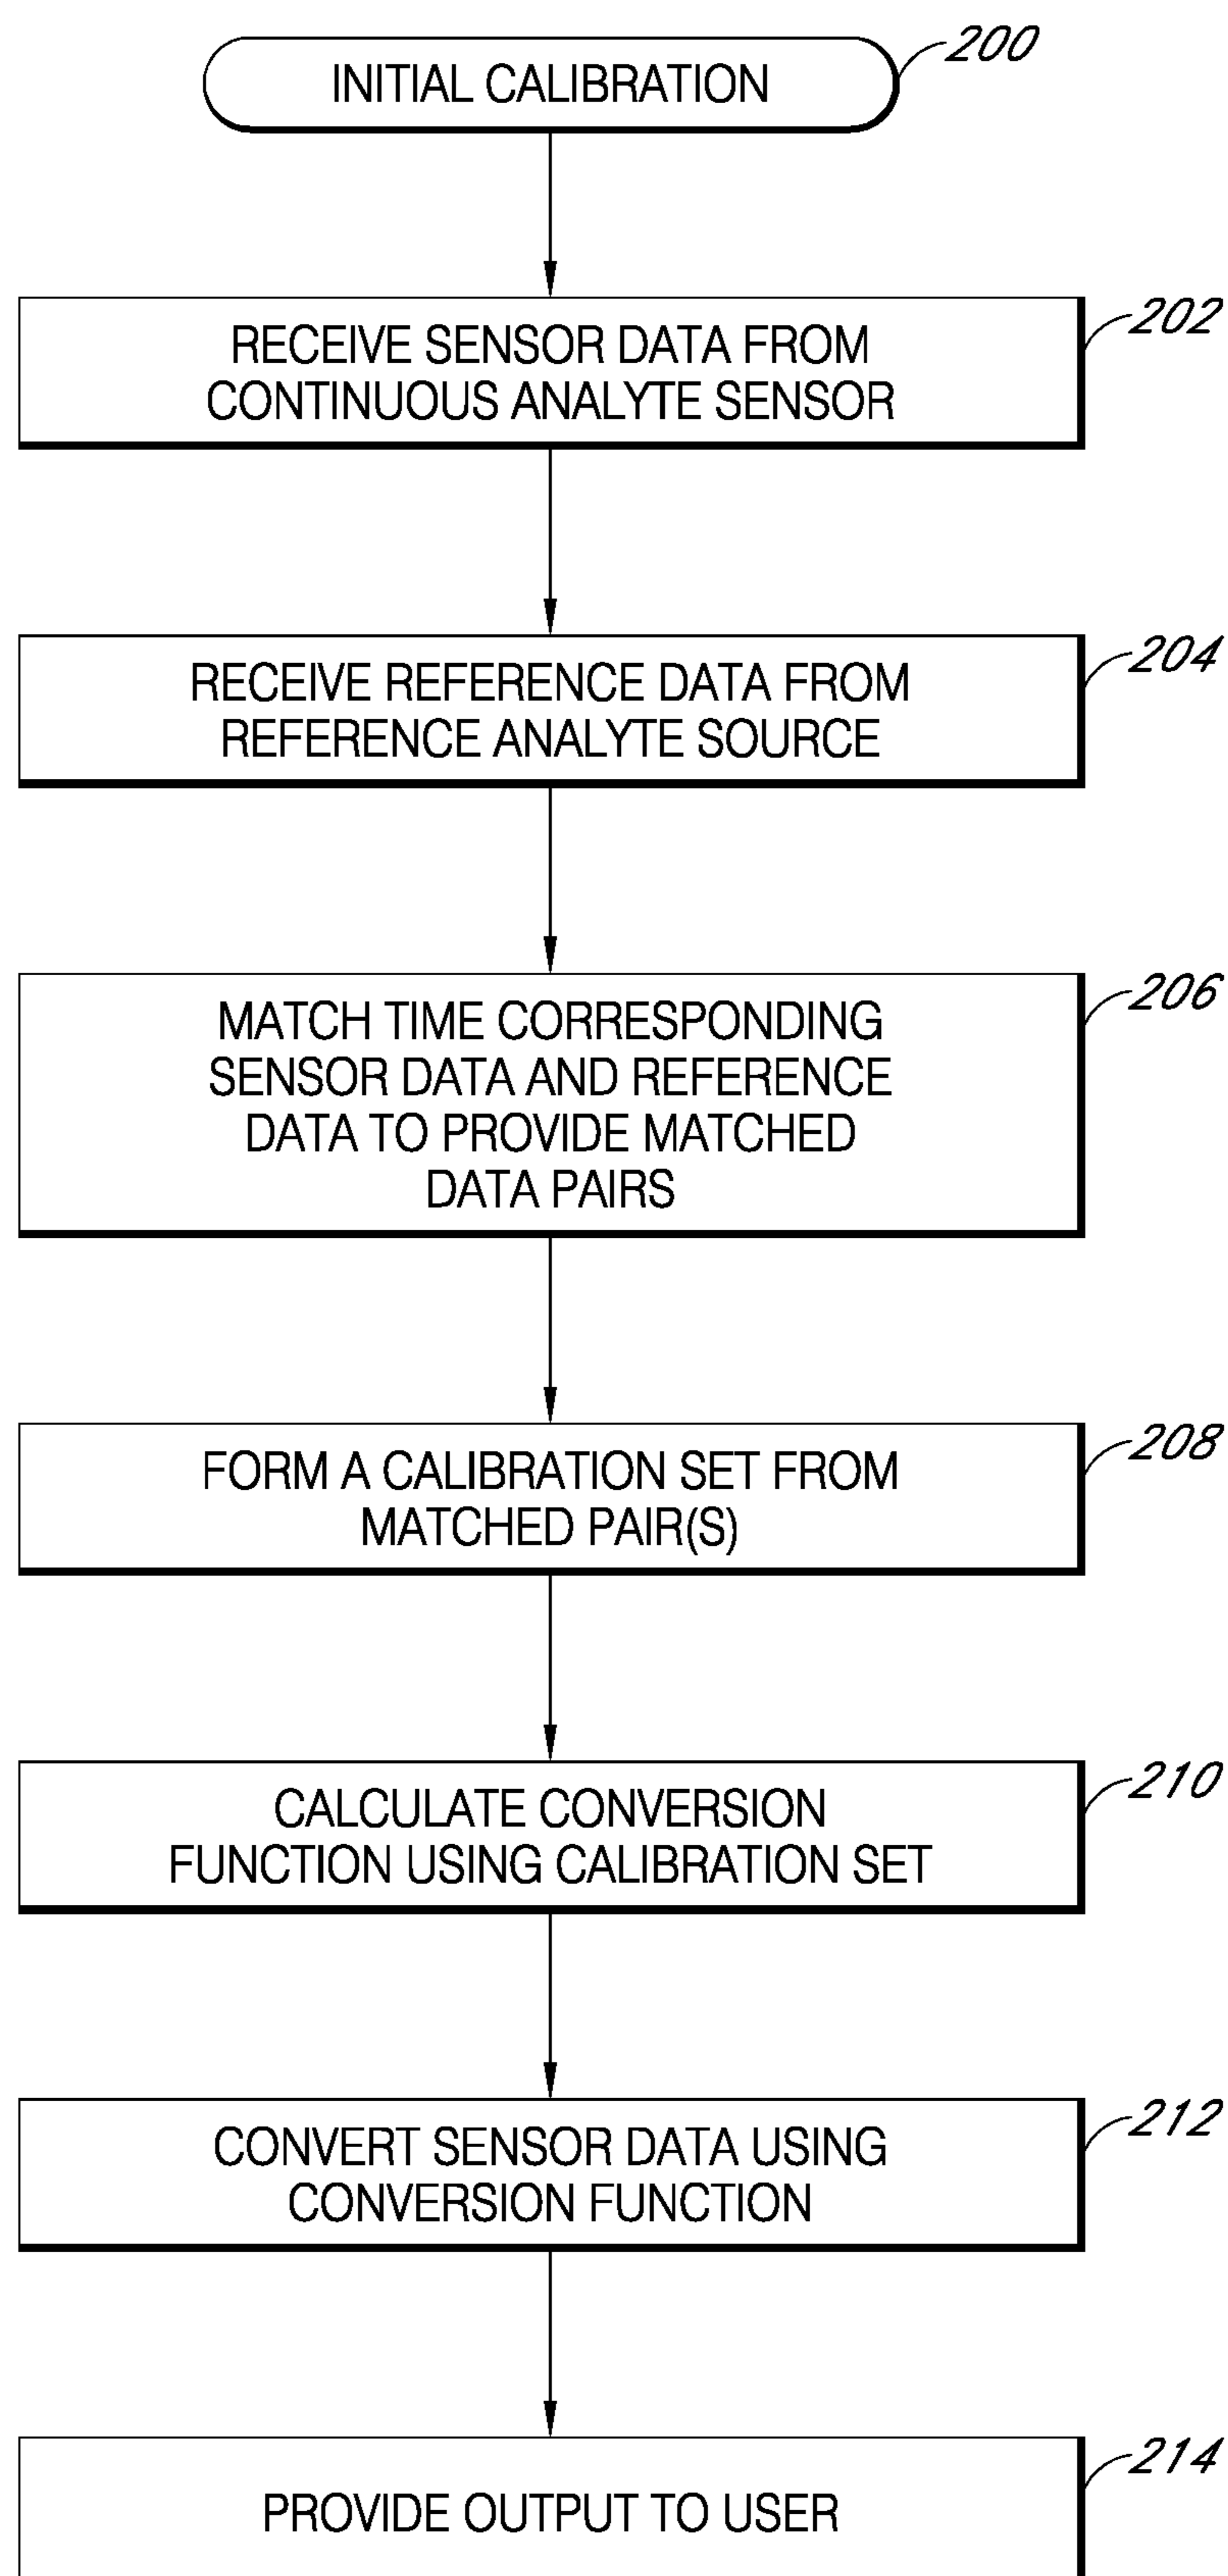 INITIAL CALIBRATION
200
RECEIVE SENSOR DATA FROM
CONTINUOUS ANALYTE SENSOR
202
RECEIVE REFERENCE DATA FROM
REFERENCE ANALYTE SOURCE
204
MATCH TIME CORRESPONDING
SENSOR DATA AND REFERENCE
DATA TO PROVIDE MATCHED
DATA PAIRS
206
FORM A CALIBRATION SET FROM
MATCHED PAIR(S)
208
CALCULATE CONVERSION
FUNCTION USING CALIBRATION SET
210
CONVERT SENSOR DATA USING
CONVERSION FUNCTION
212
PROVIDE OUTPUT TO USER
214